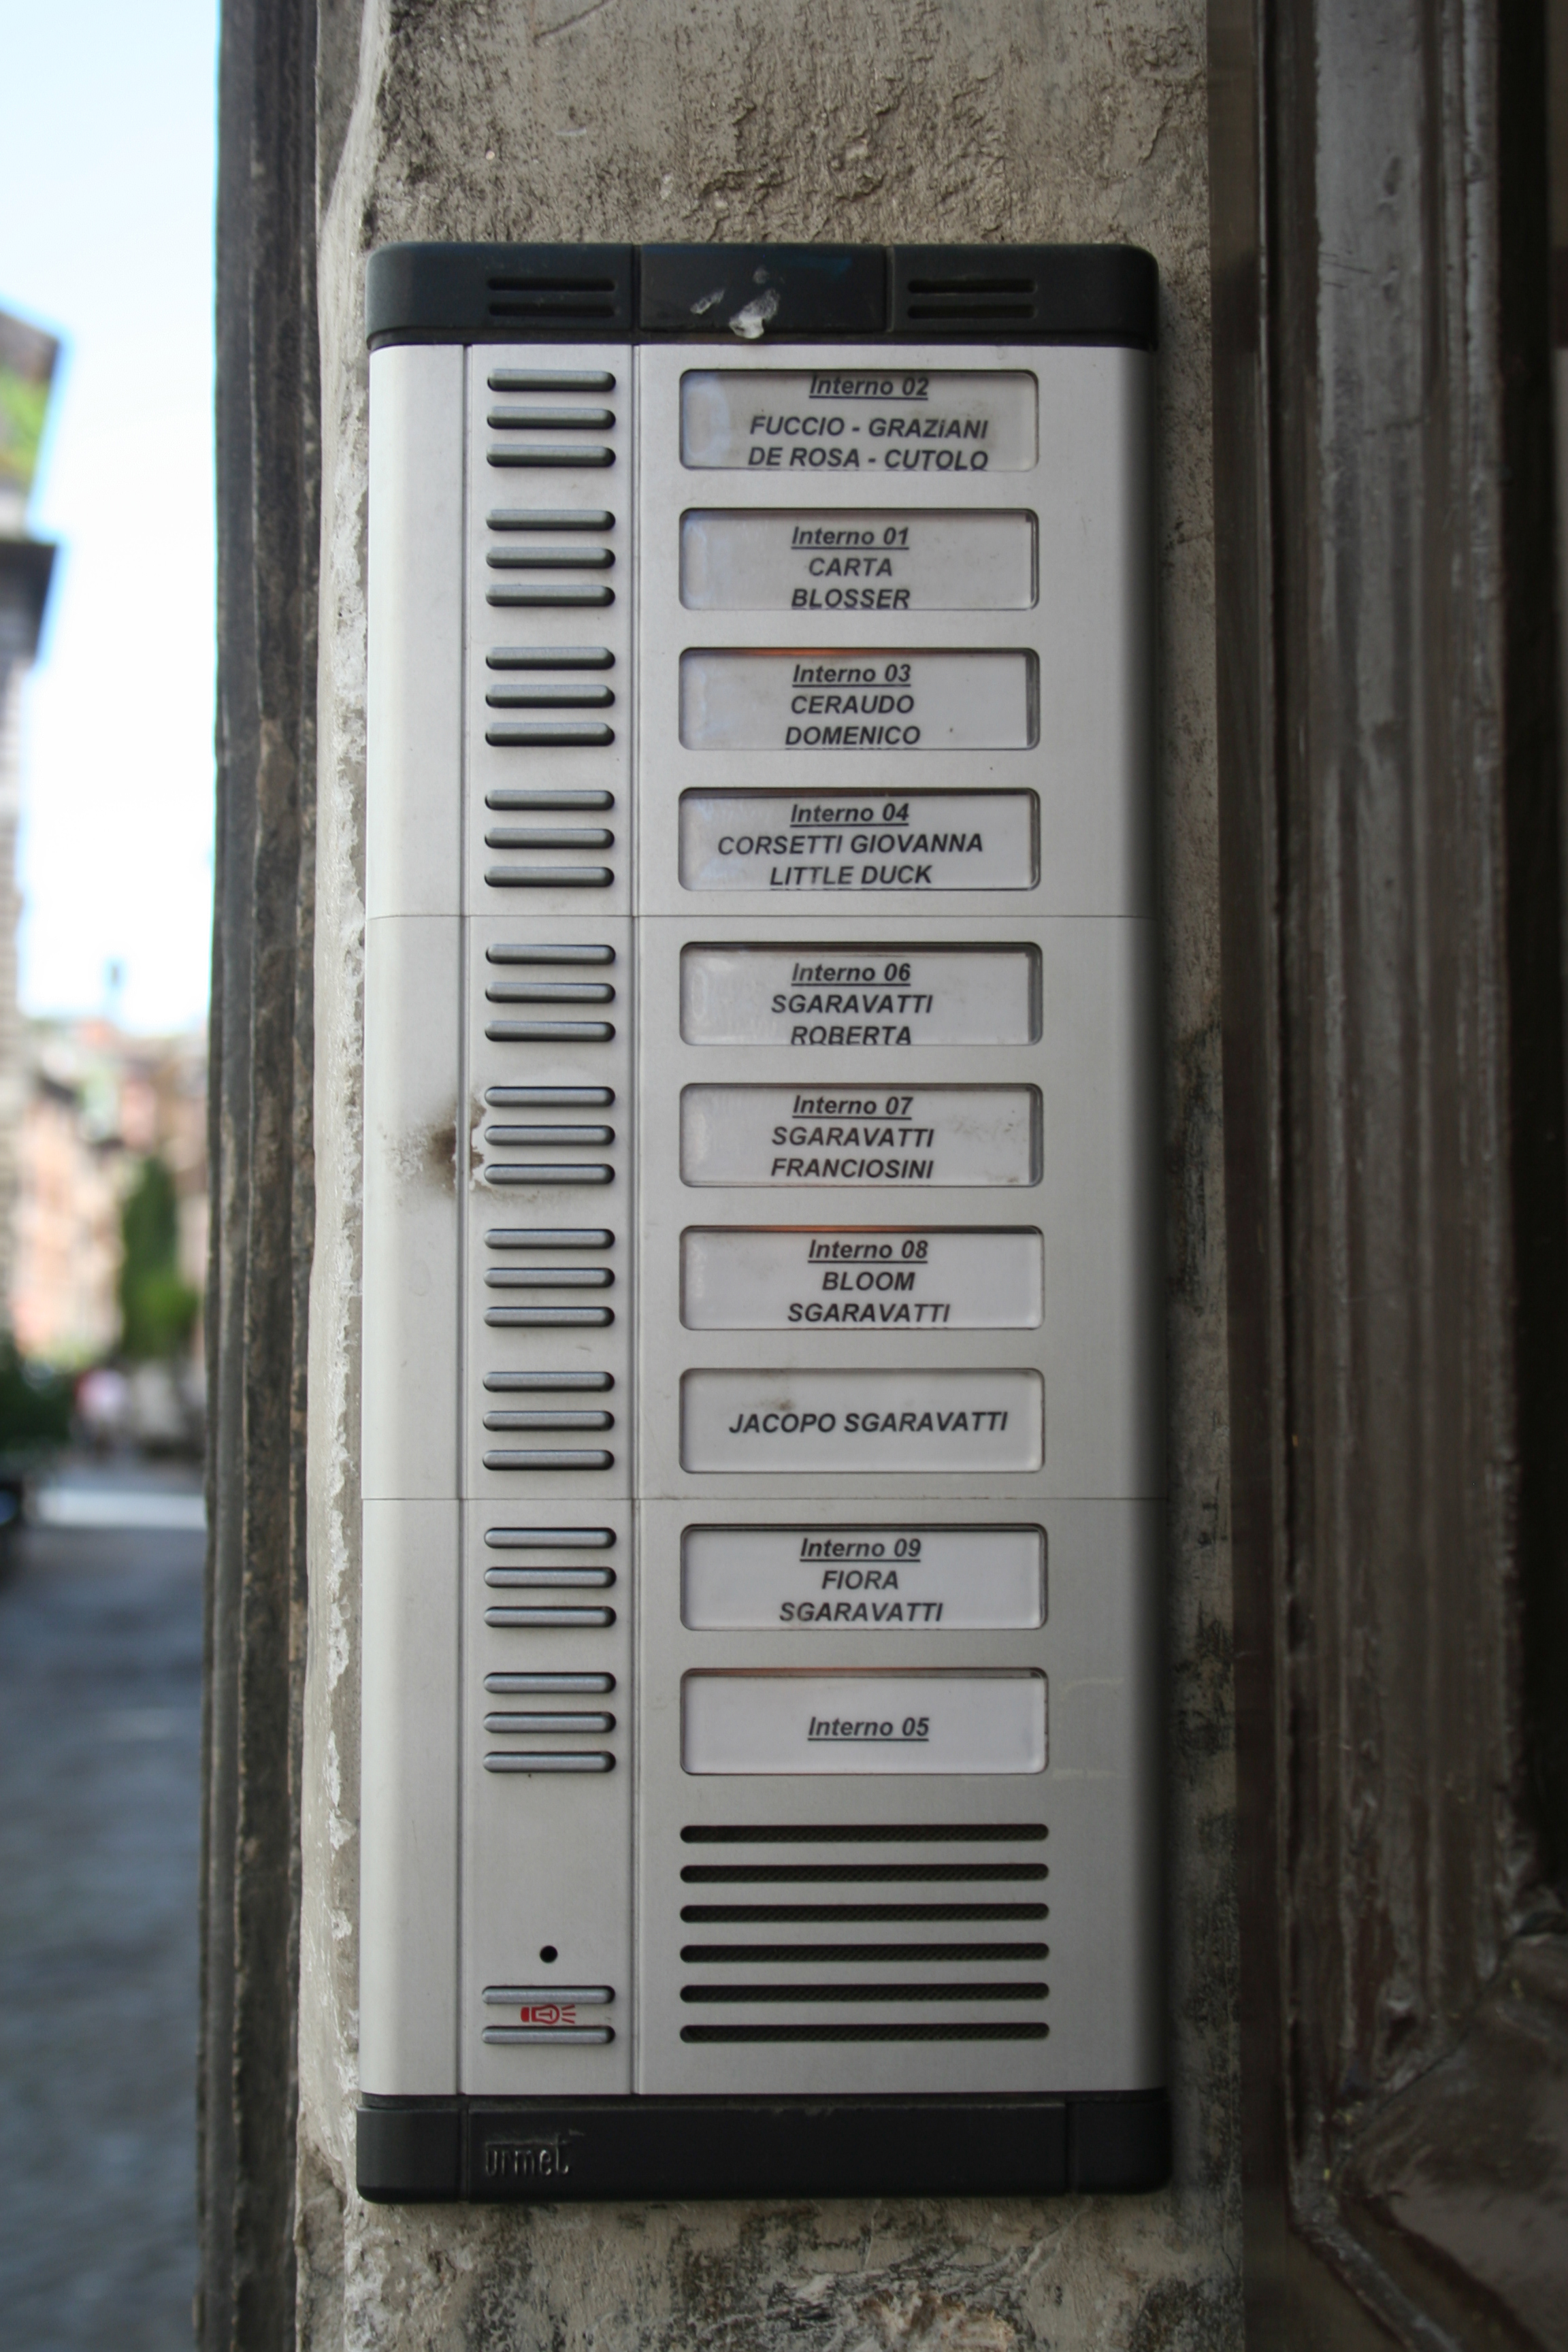 Interno 02
FUCCIO - GRAZiANI
DE ROSA - CUTOLO
Interno 01
CARTA
BLOSSER
Interno 03
CERAUDO
DOMENICO
Interno 04
CORSETTI GIOVANNA
LITTLE DUCK
Interno 06
SGARAVATTI
ROBERTA
Interno 07
SGARAVATTI
FRANCIOSINI
Interno 08
BLOOM
SGARAVATTI
JACOPO SGARAVATTI
Interno 09
FIORA
SGARAVATTI
Interno 05
urmet